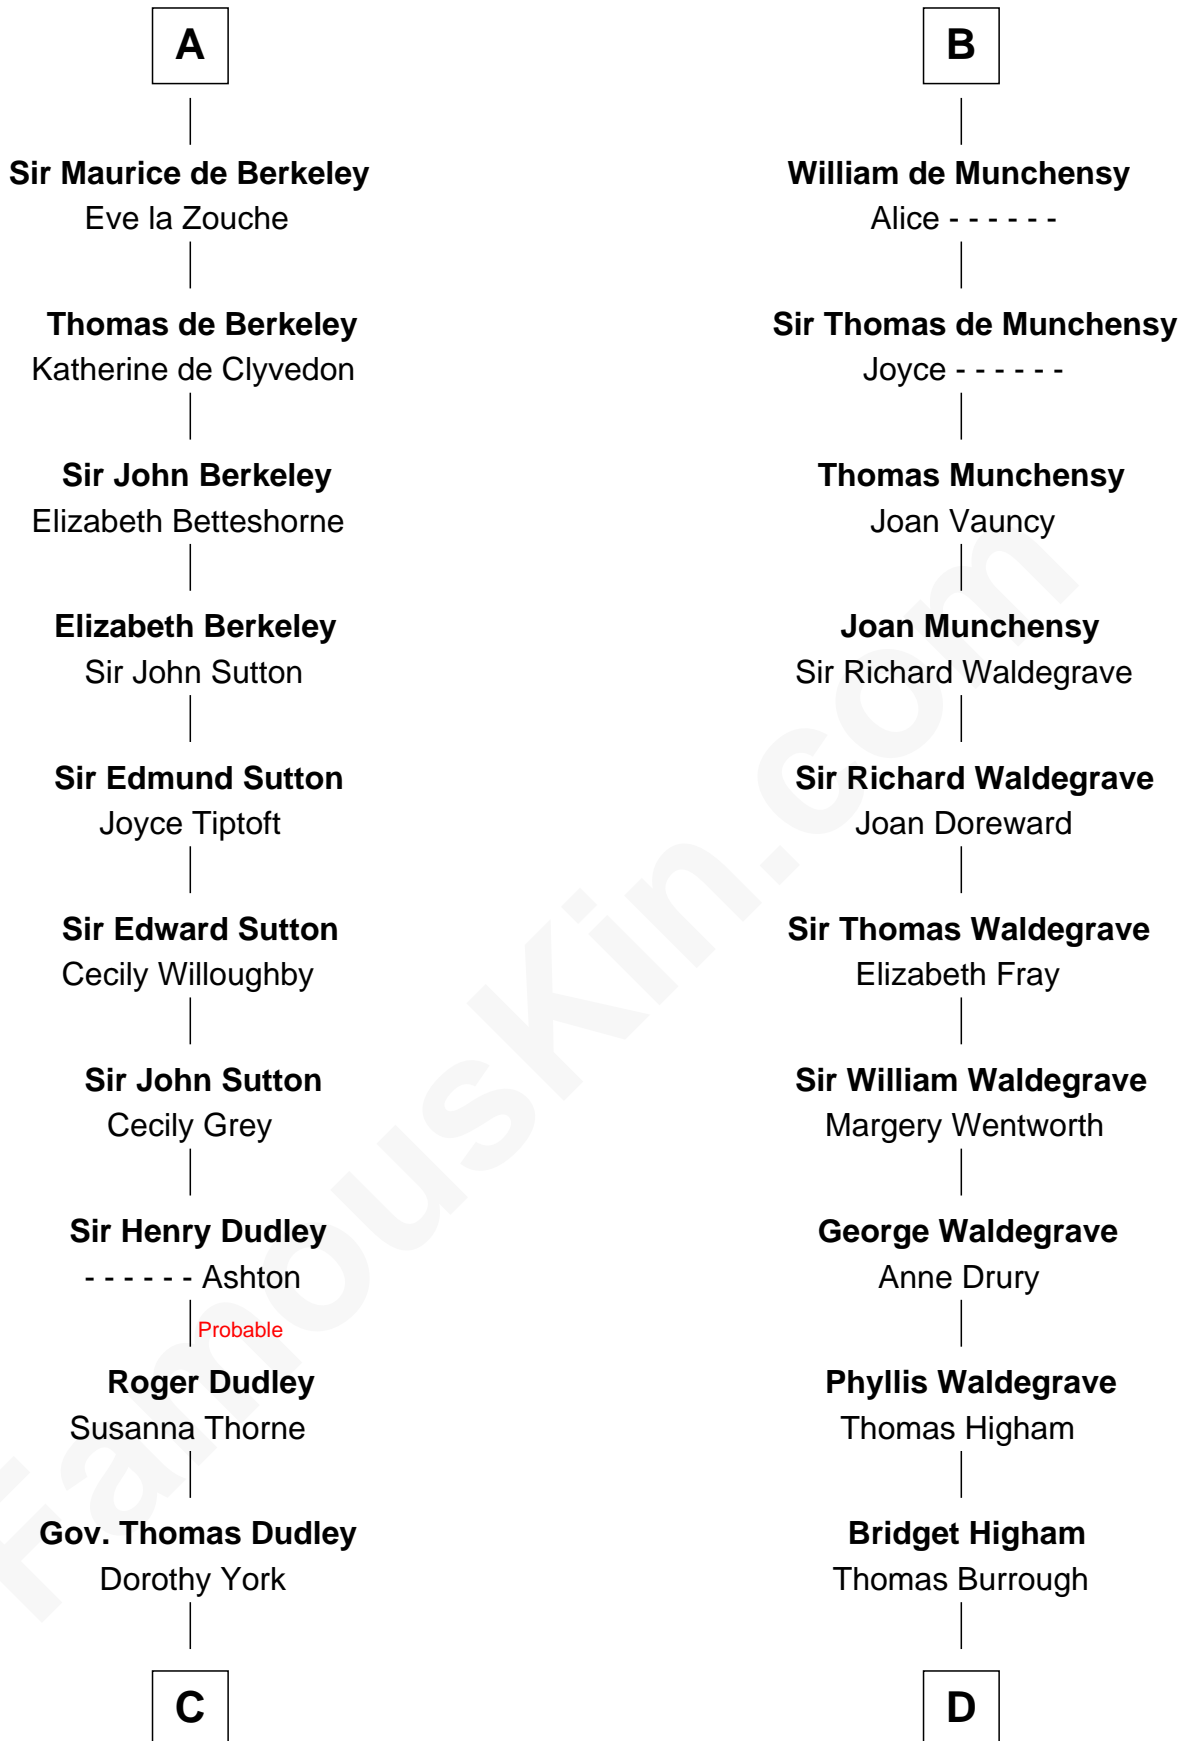 A
Sir Maurice de Berkeley
Eve la Zouche
Thomas de Berkeley
Katherine de Clyvedon
Sir John Berkeley
Elizabeth Betteshorne
Elizabeth Berkeley
Sir John Sutton
Sir Edmund Sutton
Joyce Tiptoft
Sir Edward Sutton
Cecily Willoughby
Sir John Sutton
Cecily Grey
Sir Henry Dudley
- - - - - - Ashton
Probable
Roger Dudley
Susanna Thorne
Gov. Thomas Dudley
Dorothy York
C
B
William de Munchensy
Alice - - - - - -
Sir Thomas de Munchensy
Joyce - - - - - -
Thomas Munchensy
Joan Vauncy
Joan Munchensy
Sir Richard Waldegrave
Sir Richard Waldegrave
Joan Doreward
Sir Thomas Waldegrave
Elizabeth Fray
Sir William Waldegrave
Margery Wentworth
George Waldegrave
Anne Drury
Phyllis Waldegrave
Thomas Higham
Bridget Higham
Thomas Burrough
D
FamousKin.com